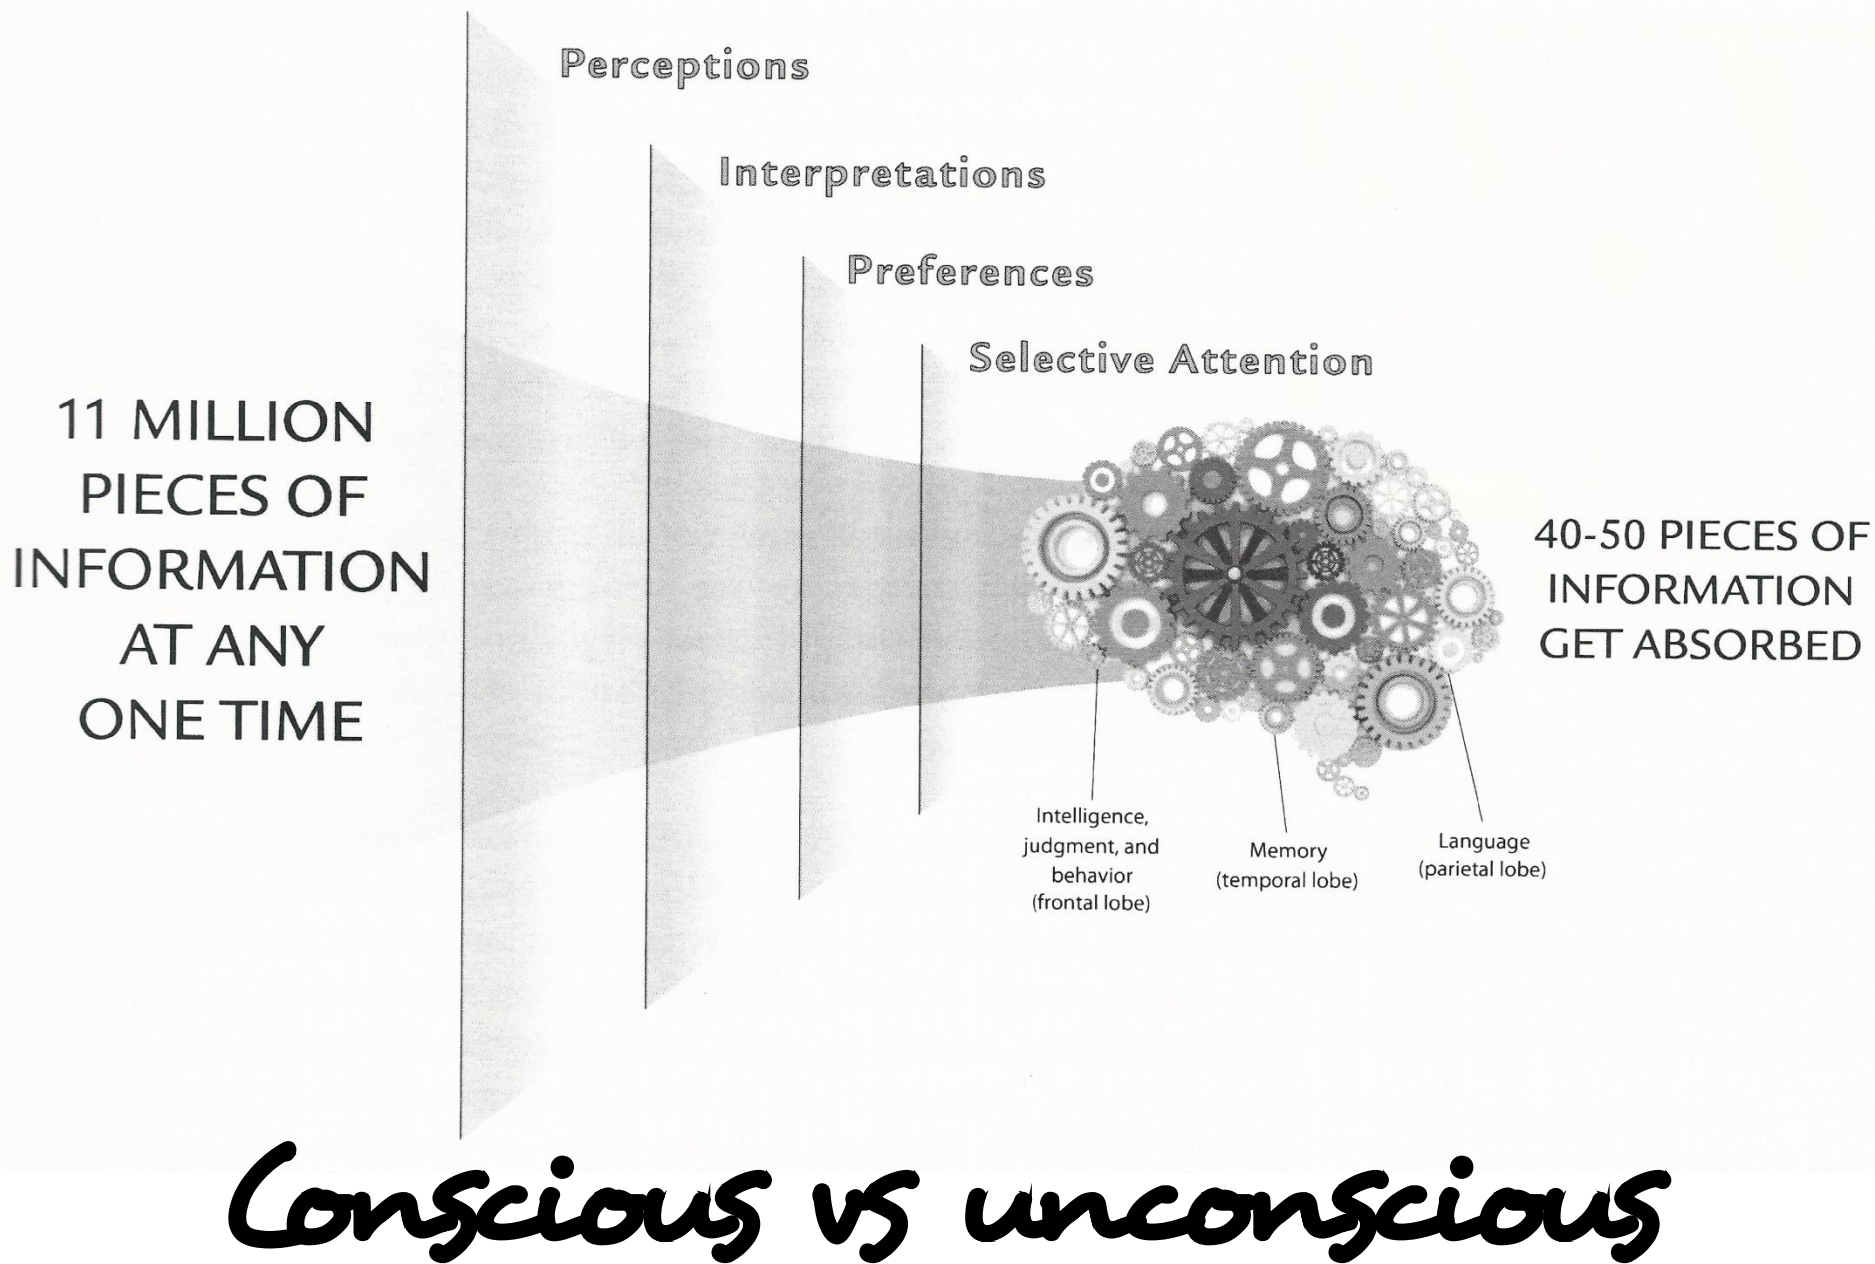 Perceptions
Interpretations
Preferences
Selective Attention
11 MILLION
PIECES OF
INFORMATION
AT ANY
ONE TIME
40-50 PIECES OF
INFORMATION
GET ABSORBED
Intelligence,
judgment, and
behavior
(frontal lobe)
Memory
(temporal lobe)
Language
(parietal lobe)
Conscious vs unconscious